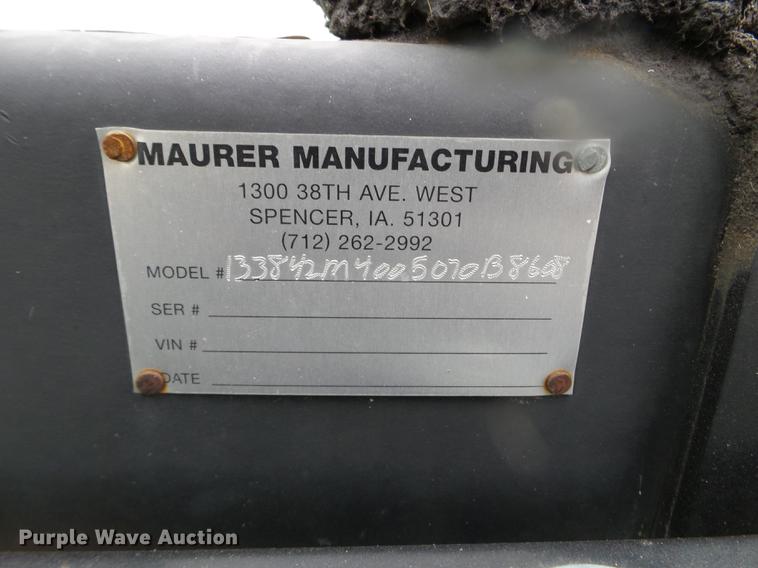 MAURER MANUFACTURING
1300 38TH AVE. WEST
SPENCER, IA. 51301
(712) 262-2992
MODEL # 133842M4005070B8608
SER #
VIN #
DATE
Purple Wave Auction